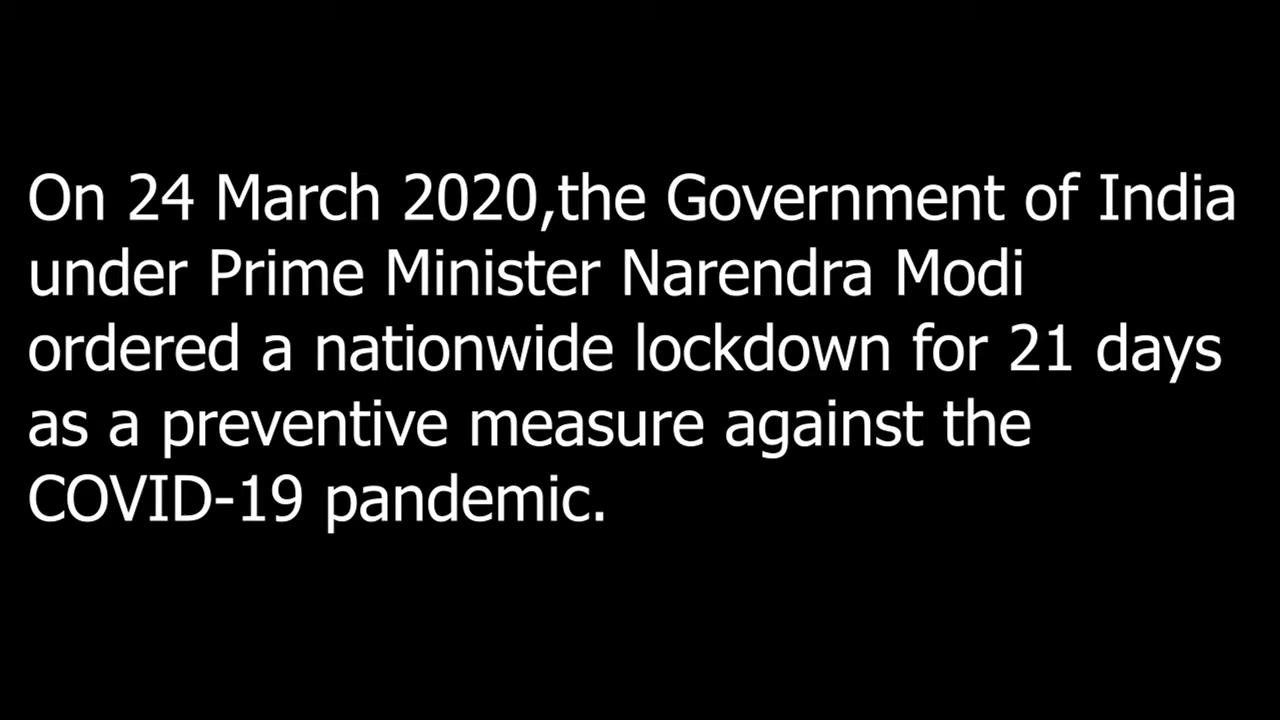 On 24 March 2020,the Government of India
under Prime Minister Narendra Modi
ordered a nationwide lockdown for 21 days
as a preventive measure against the
COVID-19 pandemic.